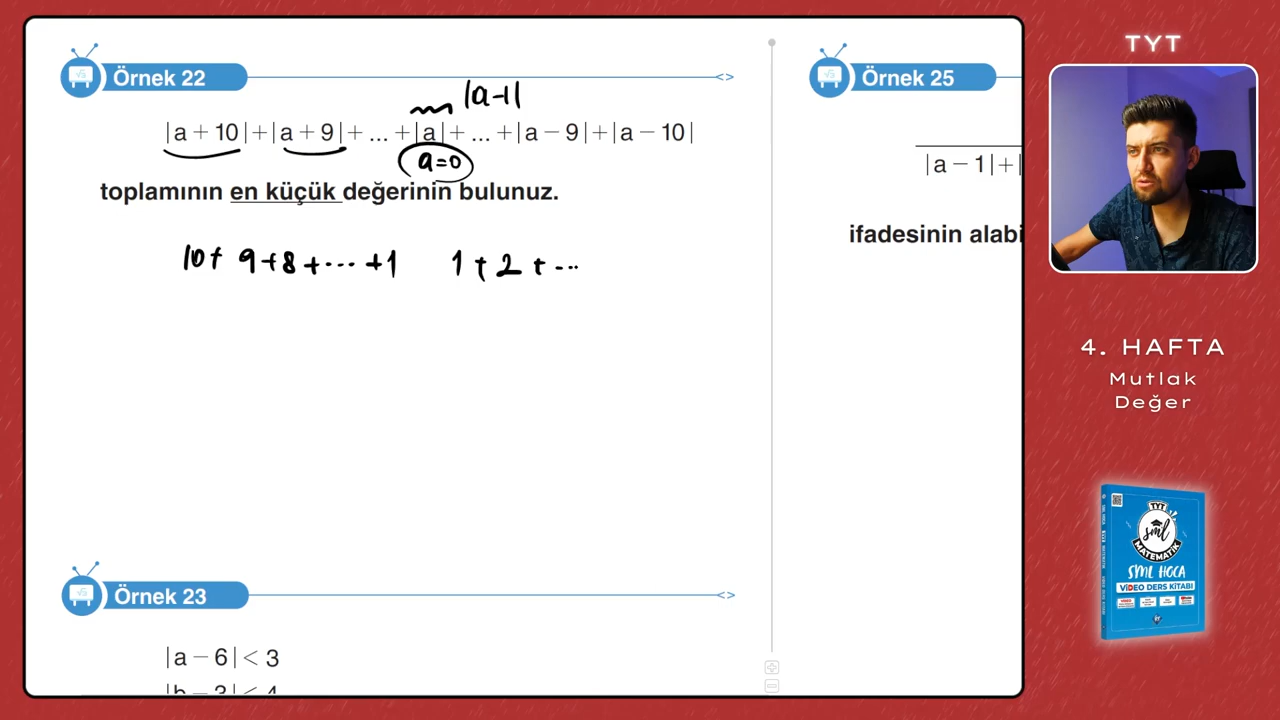 Örnek 22
|a-1|
|a + 10| + |a + 9| + ... + |a| + ... + |a − 9| + |a − 10|
a=0
toplamının en küçük değerinin bulunuz.
10+ 9+8+...+1 1+2+...
Örnek 23
|a − 6| < 3
Örnek 25
|a − 1| + |
ifadesinin alabi
TYT
4. HAFTA
Mutlak
Değer
TYT
sml
MATEMATİK
SML HOCA
VİDEO DERS KİTABI